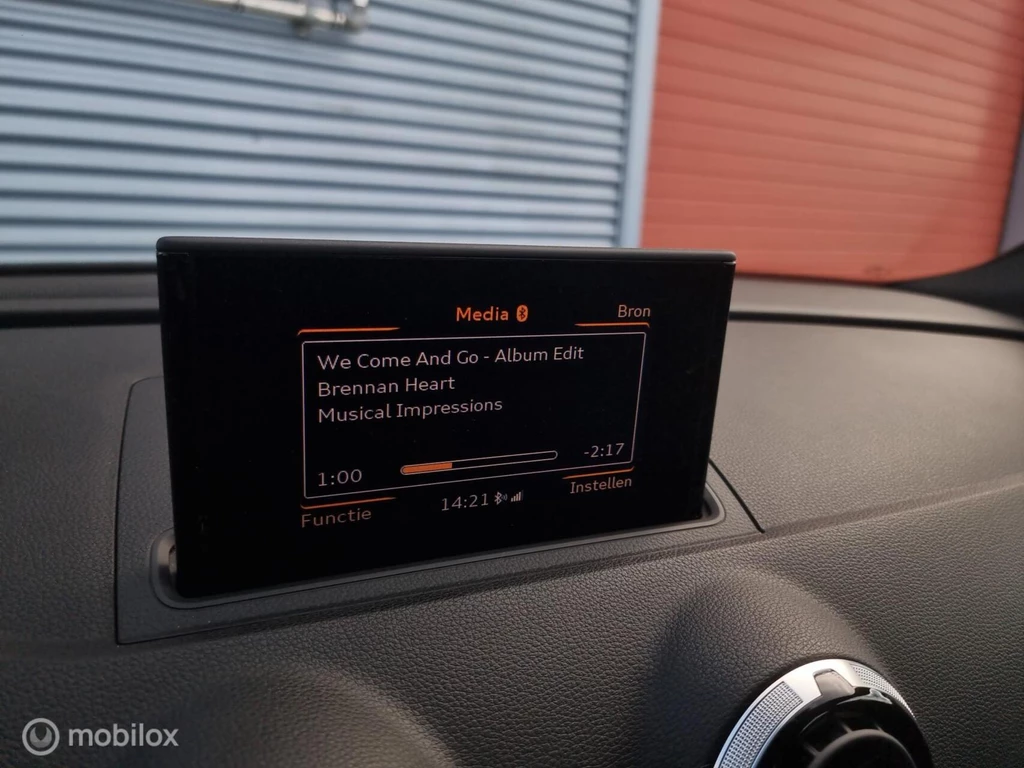 Media
Bron
We Come And Go - Album Edit
Brennan Heart
Musical Impressions
1:00
-2:17
Functie
14:21
Instellen
mobilox